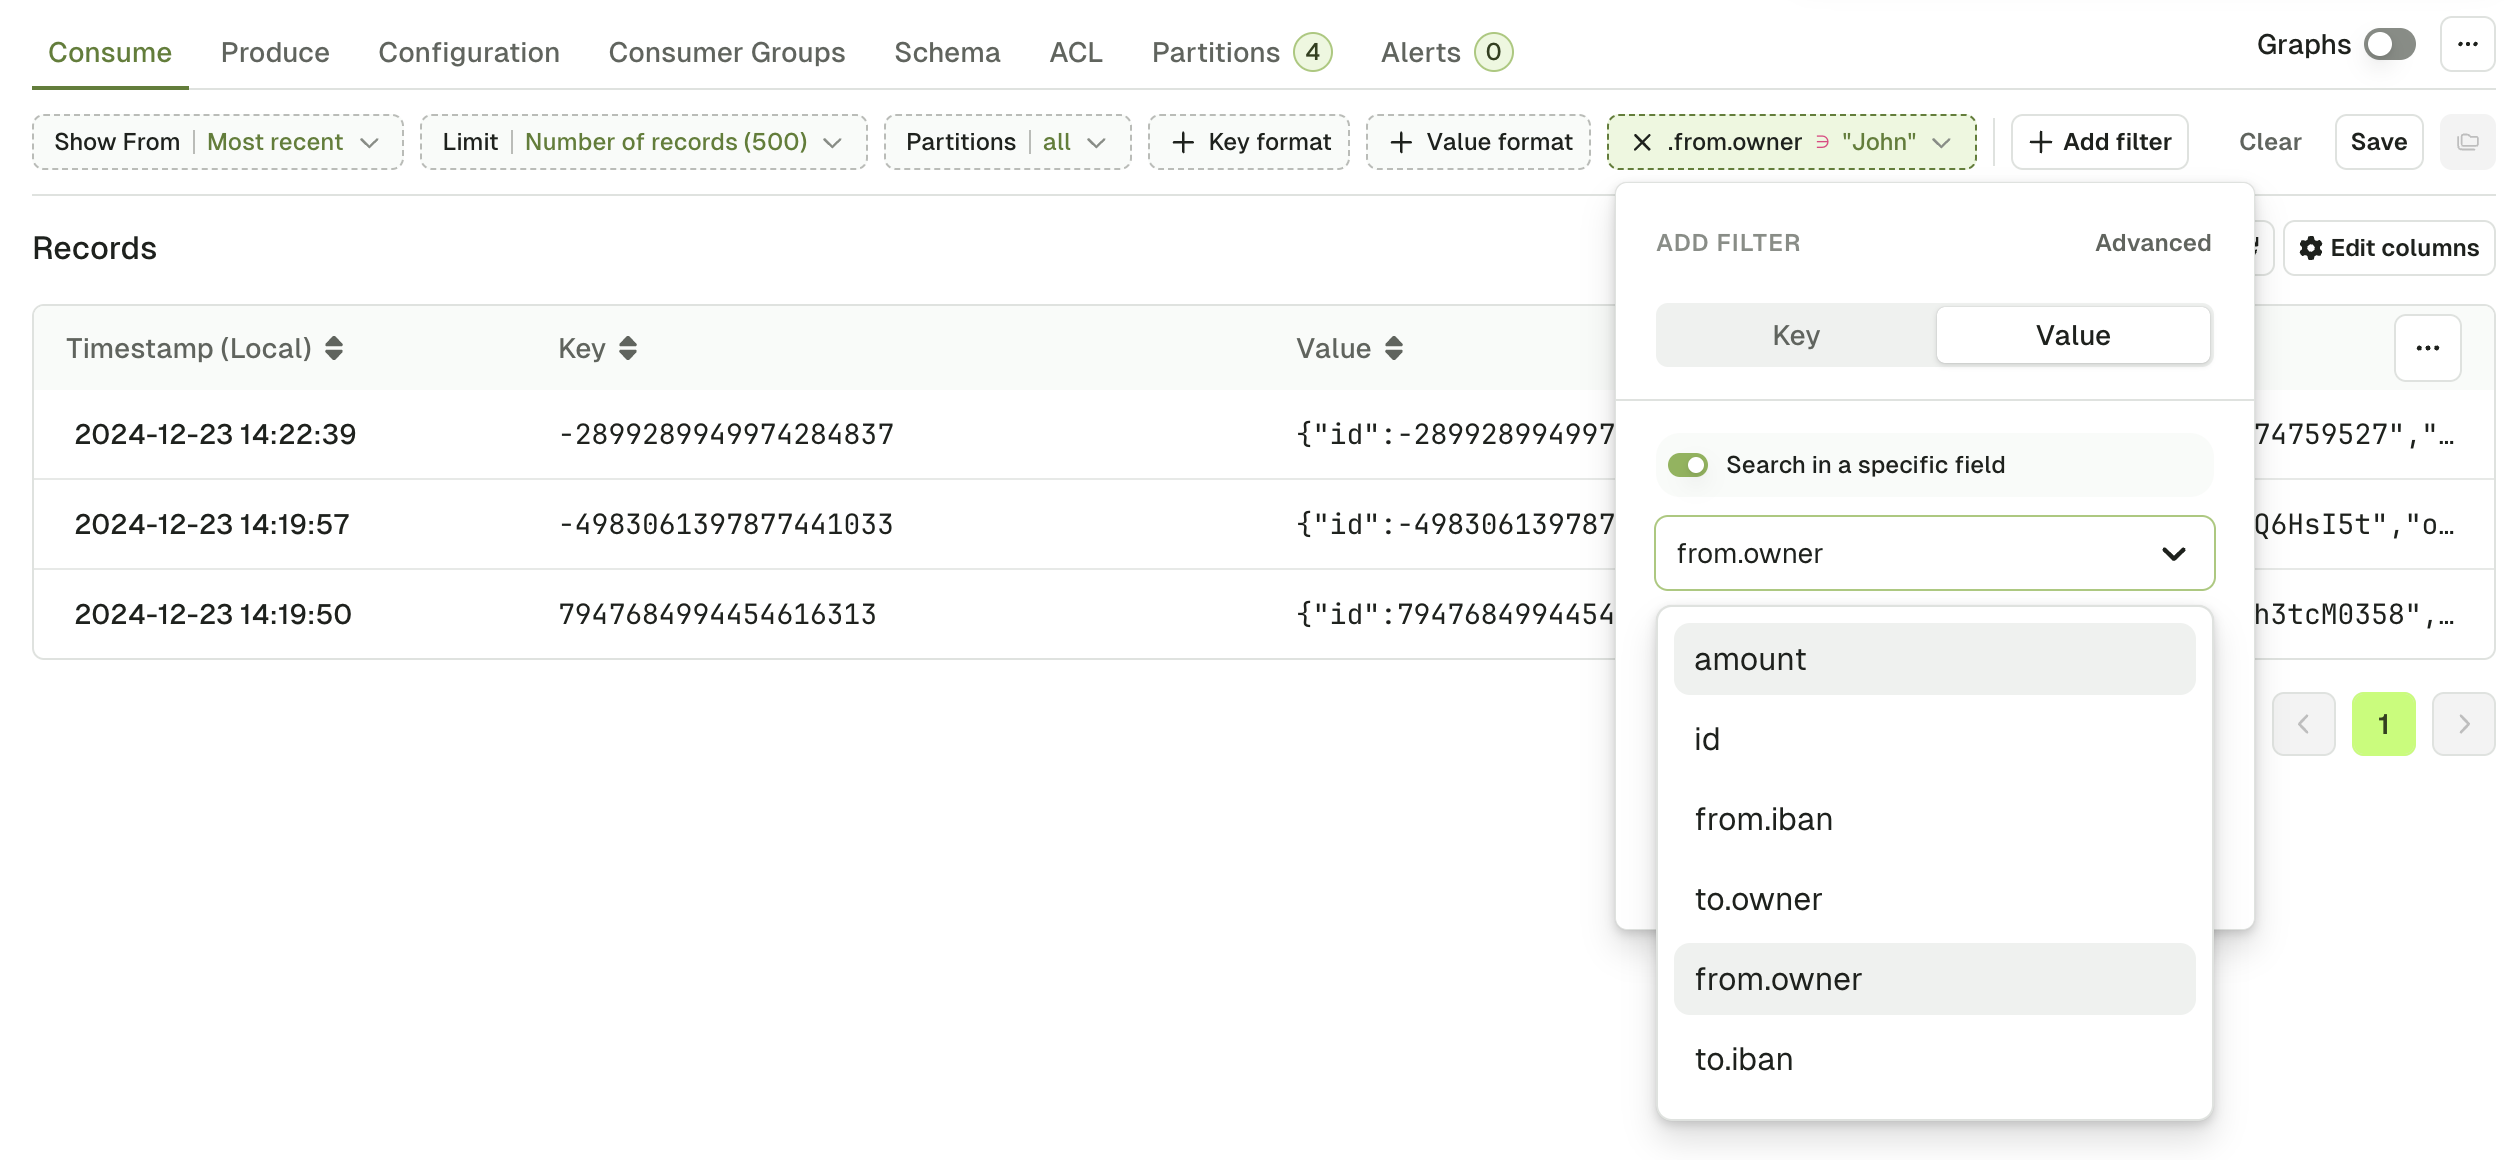 Consume Produce Configuration Consumer Groups Schema ACL Partitions 4 Alerts 0 Graphs
Show From Most recent Limit Number of records (500) Partitions all + Key format + Value format .from.owner ∋ "John" + Add filter Clear Save
ADD FILTER Advanced
Records Edit columns
Key Value
Timestamp (Local) Key Value
2024-12-23 14:22:39 -2899289949974284837 {"id":-289928994997 74759527","…
Search in a specific field
2024-12-23 14:19:57 -4983061397877441033 {"id":-498306139787 Q6HsI5t","o…
from.owner
2024-12-23 14:19:50 7947684994454616313 {"id":7947684994454 h3tcM0358",…
amount
id
1
from.iban
to.owner
from.owner
to.iban